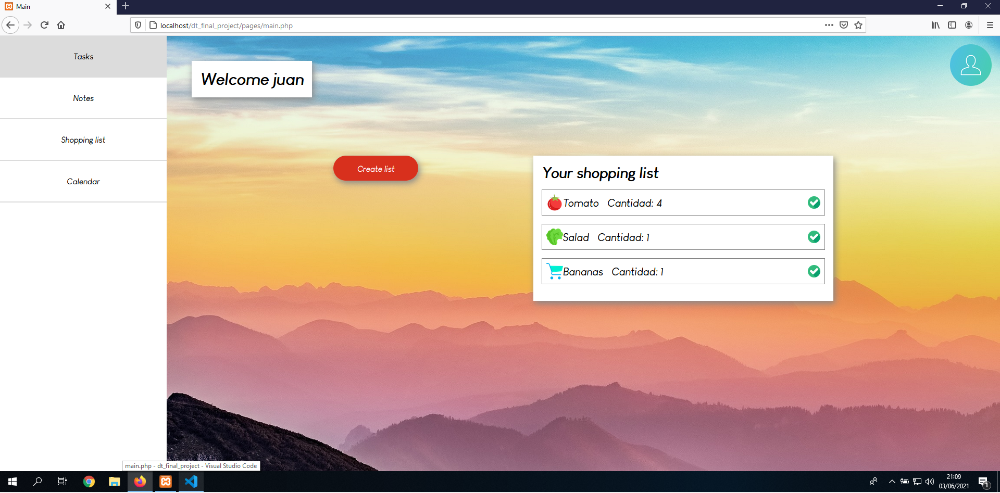 Main
localhost/dt_final_project/pages/main.php
Tasks
Notes
Shopping list
Calendar
Welcome juan
Create list
Your shopping list
Tomato Cantidad: 4
Salad Cantidad: 1
Bananas Cantidad: 1
main.php - dt_final_project - Visual Studio Code
21:09
03/06/2021
1